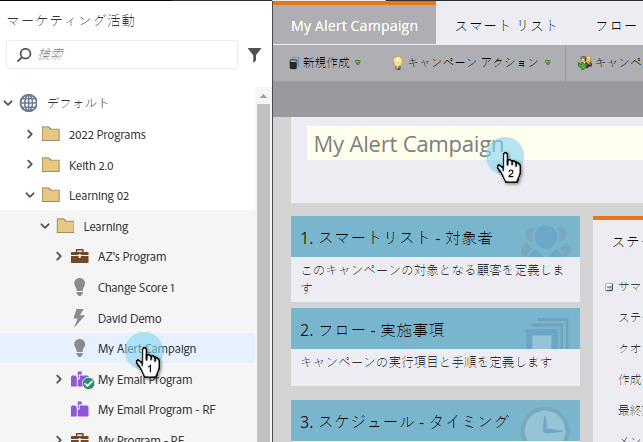 マーケティング活動
検索
デフォルト
2022 Programs
Keith 2.0
Learning 02
Learning
AZ's Program
Change Score 1
David Demo
My Alert Campaign
1
My Email Program
My Email Program - RF
My Program - RF
My Alert Campaign
スマート リスト
フロー
新規作成
キャンペーン アクション
キャンペ
My Alert Campaign
2
1. スマートリスト - 対象者
このキャンペーンの対象となる顧客を定義しま
す
2. フロー - 実施事項
キャンペーンの実行項目と手順を定義します
3. スケジュール - タイミング
ステ
サマ
ステ
クオ
作成
最終
メン